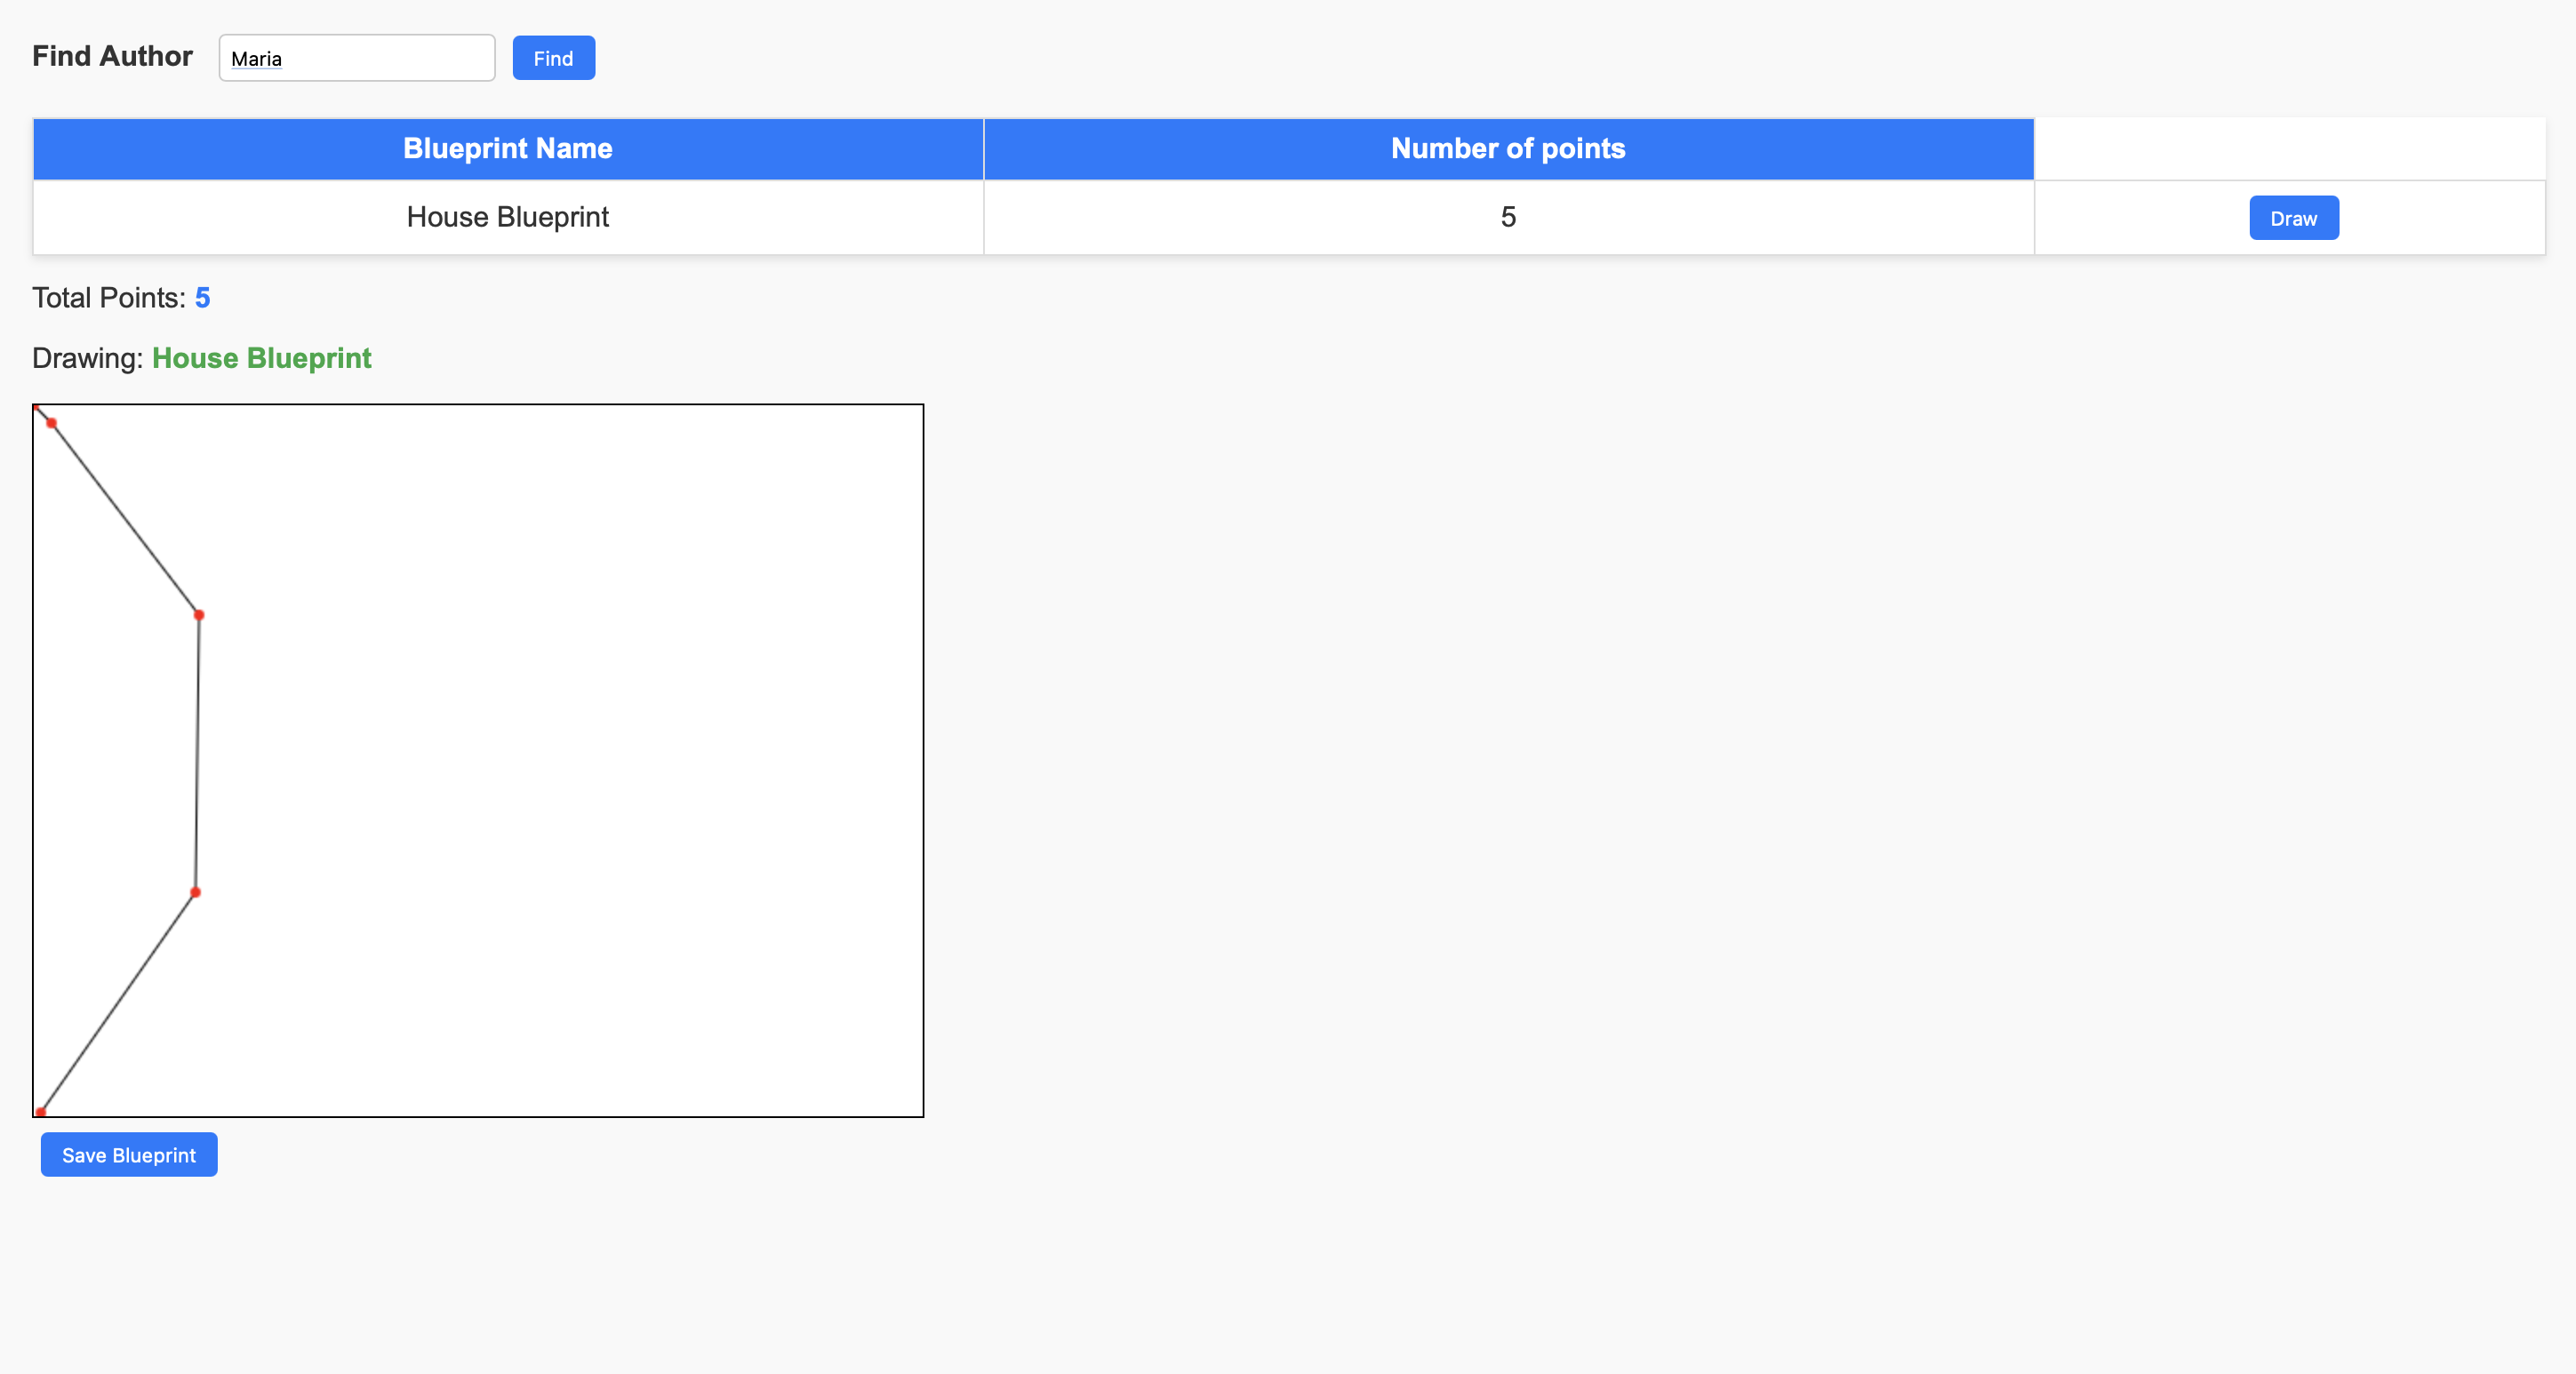 Find Author Maria Find
Blueprint Name Number of points
House Blueprint 5 Draw
Total Points: 5
Drawing: House Blueprint
Save Blueprint